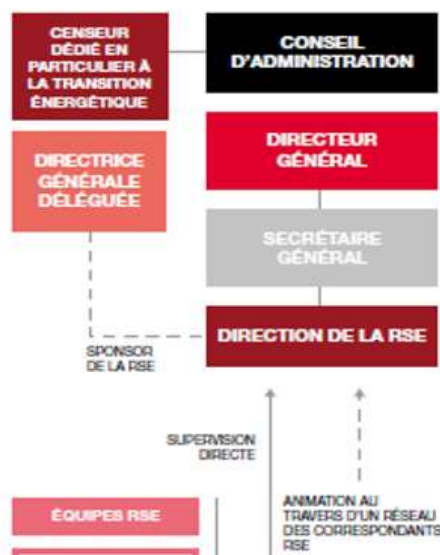 CENSEUR
DÉDIÉ EN
PARTICULIER À
LA TRANSITION
ÉNERGÉTIQUE
CONSEIL
D'ADMINISTRATION
DIRECTRICE
GÉNÉRALE
DÉLÉGUÉE
DIRECTEUR
GÉNÉRAL
SECRÉTAIRE
GÉNÉRAL
DIRECTION DE LA RSE
SPONSOR
DE LA RSE
SUPERVISION
DIRECTE
ANIMATION AU
TRAVERS D'UN RÉSEAU
DES CORRESPONDANTS
RSE
ÉQUIPES RSE